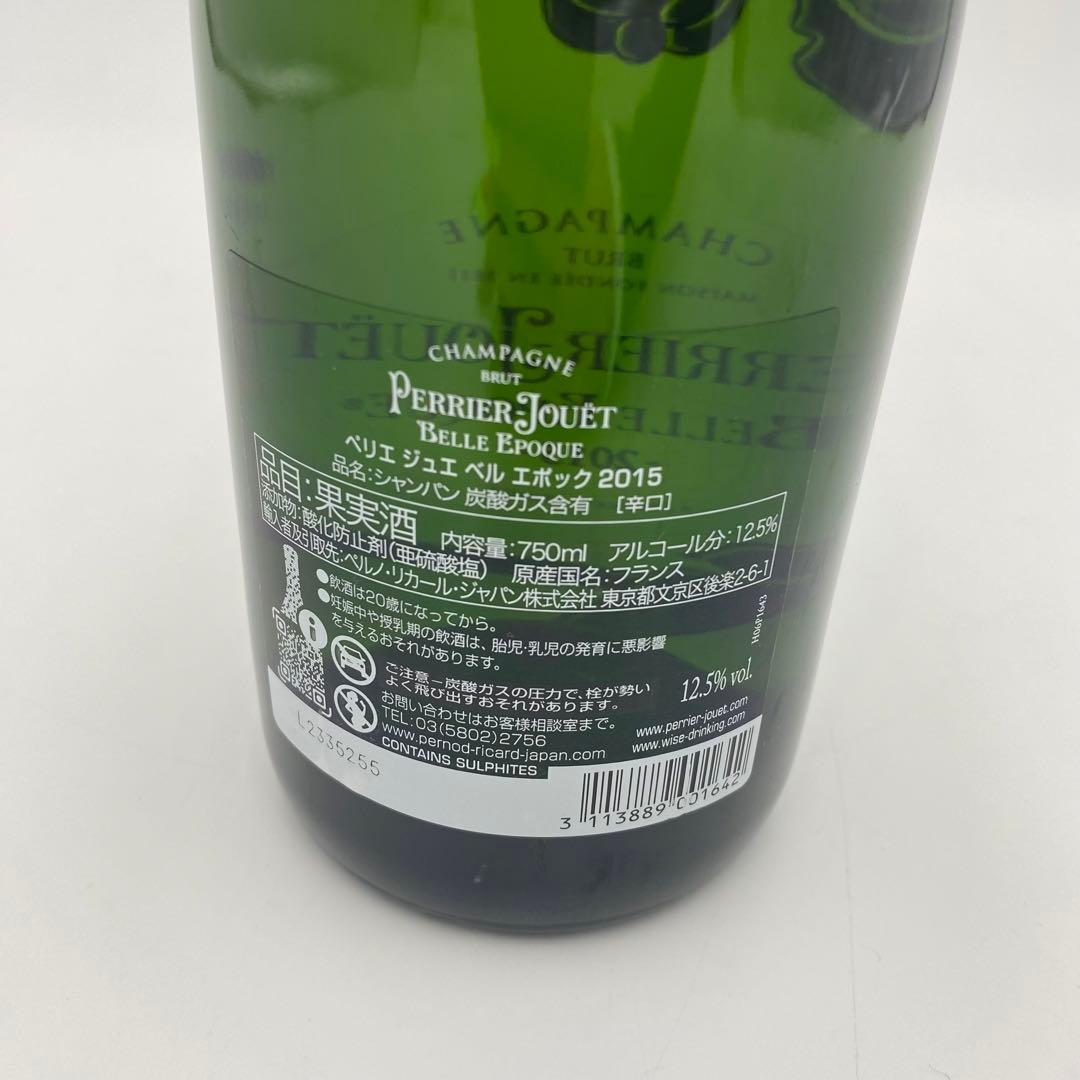 CHAMPAGNE
BRUT
MAISON FONDÉE EN 1811
PERRIER-JOUËT
BELLE E
CHAMPAGNE
BRUT
PERRIER-JOUËT
BELLE EPOQUE
ペリエ ジュエ ベル エポック 2015
品名:シャンパン 炭酸ガス含有 [辛口]
品目:果実酒 内容量:750ml アルコール分:12.5%
添加物:酸化防止剤(亜硫酸塩) 原産国名:フランス
輸入者及引取先:ペルノ・リカール・ジャパン株式会社 東京都文京区後楽2-6-1
●飲酒は20歳になってから。
●妊娠中や授乳期の飲酒は、胎児・乳児の発育に悪影響
を与えるおそれがあります。
ご注意-炭酸ガスの圧力で、栓が勢い
よく飛び出すおそれがあります。
お問い合わせはお客様相談室まで。
TEL:03(5802)2756
www.pernod-ricard-japan.com
CONTAINS SULPHITES
12.5% vol.
www.perrier-jouet.com
www.wise-drinking.com
H06P1643
L2335255
3 113889 001642